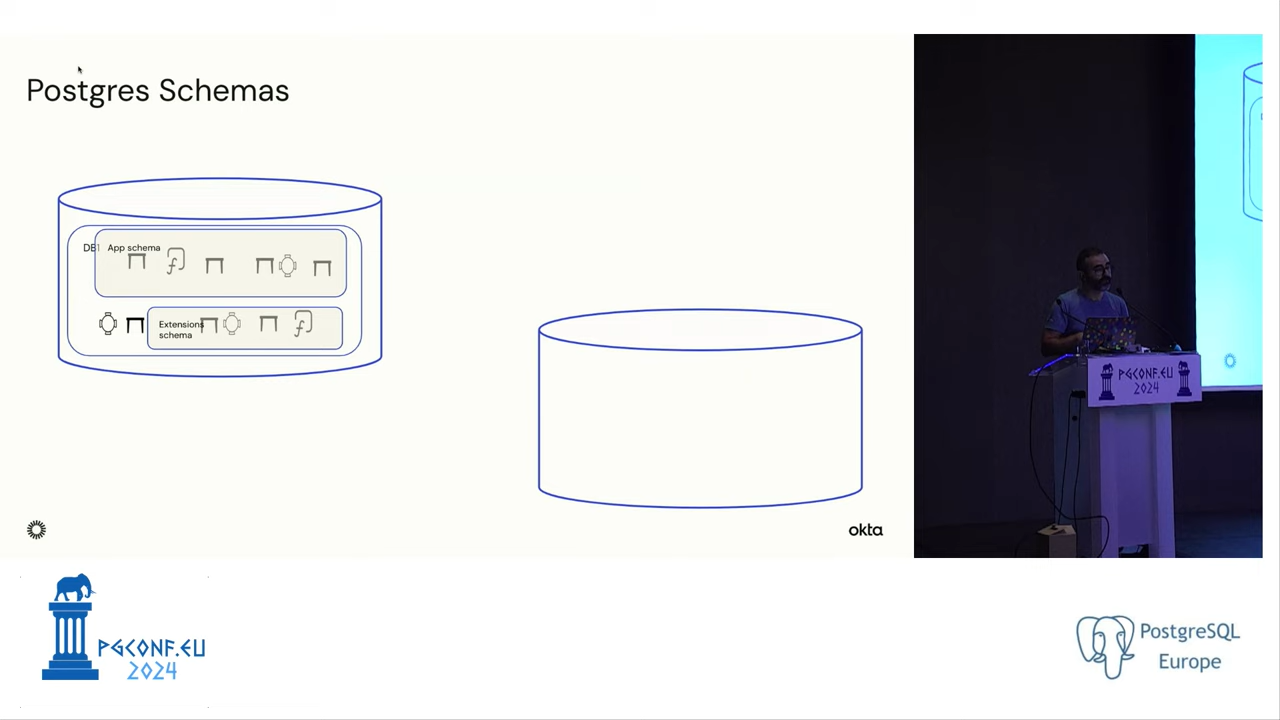 Postgres Schemas
DB1
App schema
Extensions
schema
okta
PGCONF.EU
2024
PGCONF.EU
2024
PostgreSQL
Europe